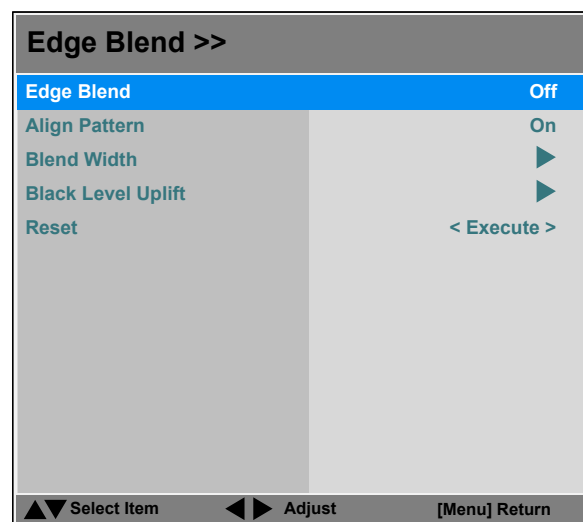 Edge Blend >>
Edge Blend Off
Align Pattern On
Blend Width
Black Level Uplift
Reset < Execute >
Select Item Adjust [Menu] Return